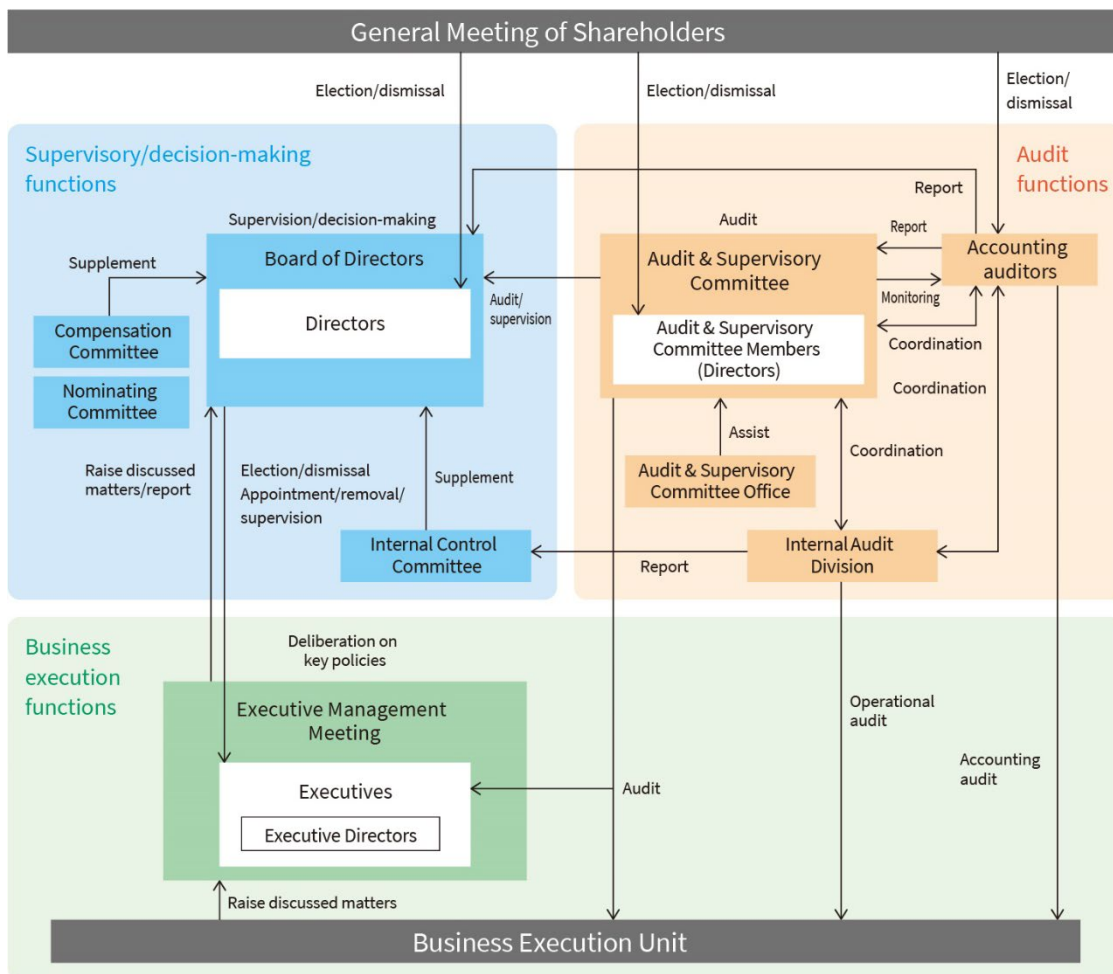 General Meeting of Shareholders
Election/dismissal
Election/dismissal
Election/
dismissal
Supervisory/decision-making
functions
Audit
functions
Report
Supervision/decision-making
Audit
Report
Board of Directors
Audit & Supervisory
Committee
Accounting
auditors
Supplement
Monitoring
Directors
Audit/
supervision
Compensation
Committee
Audit & Supervisory
Committee Members
(Directors)
Coordination
Nominating
Committee
Coordination
Assist
Raise discussed
matters/report
Election/dismissal
Appointment/removal/
supervision
Supplement
Audit & Supervisory
Committee Office
Coordination
Internal Control
Committee
Report
Internal Audit
Division
Business
execution
functions
Deliberation on
key policies
Executive Management
Meeting
Operational
audit
Accounting
audit
Executives
Audit
Executive Directors
Raise discussed matters
Business Execution Unit